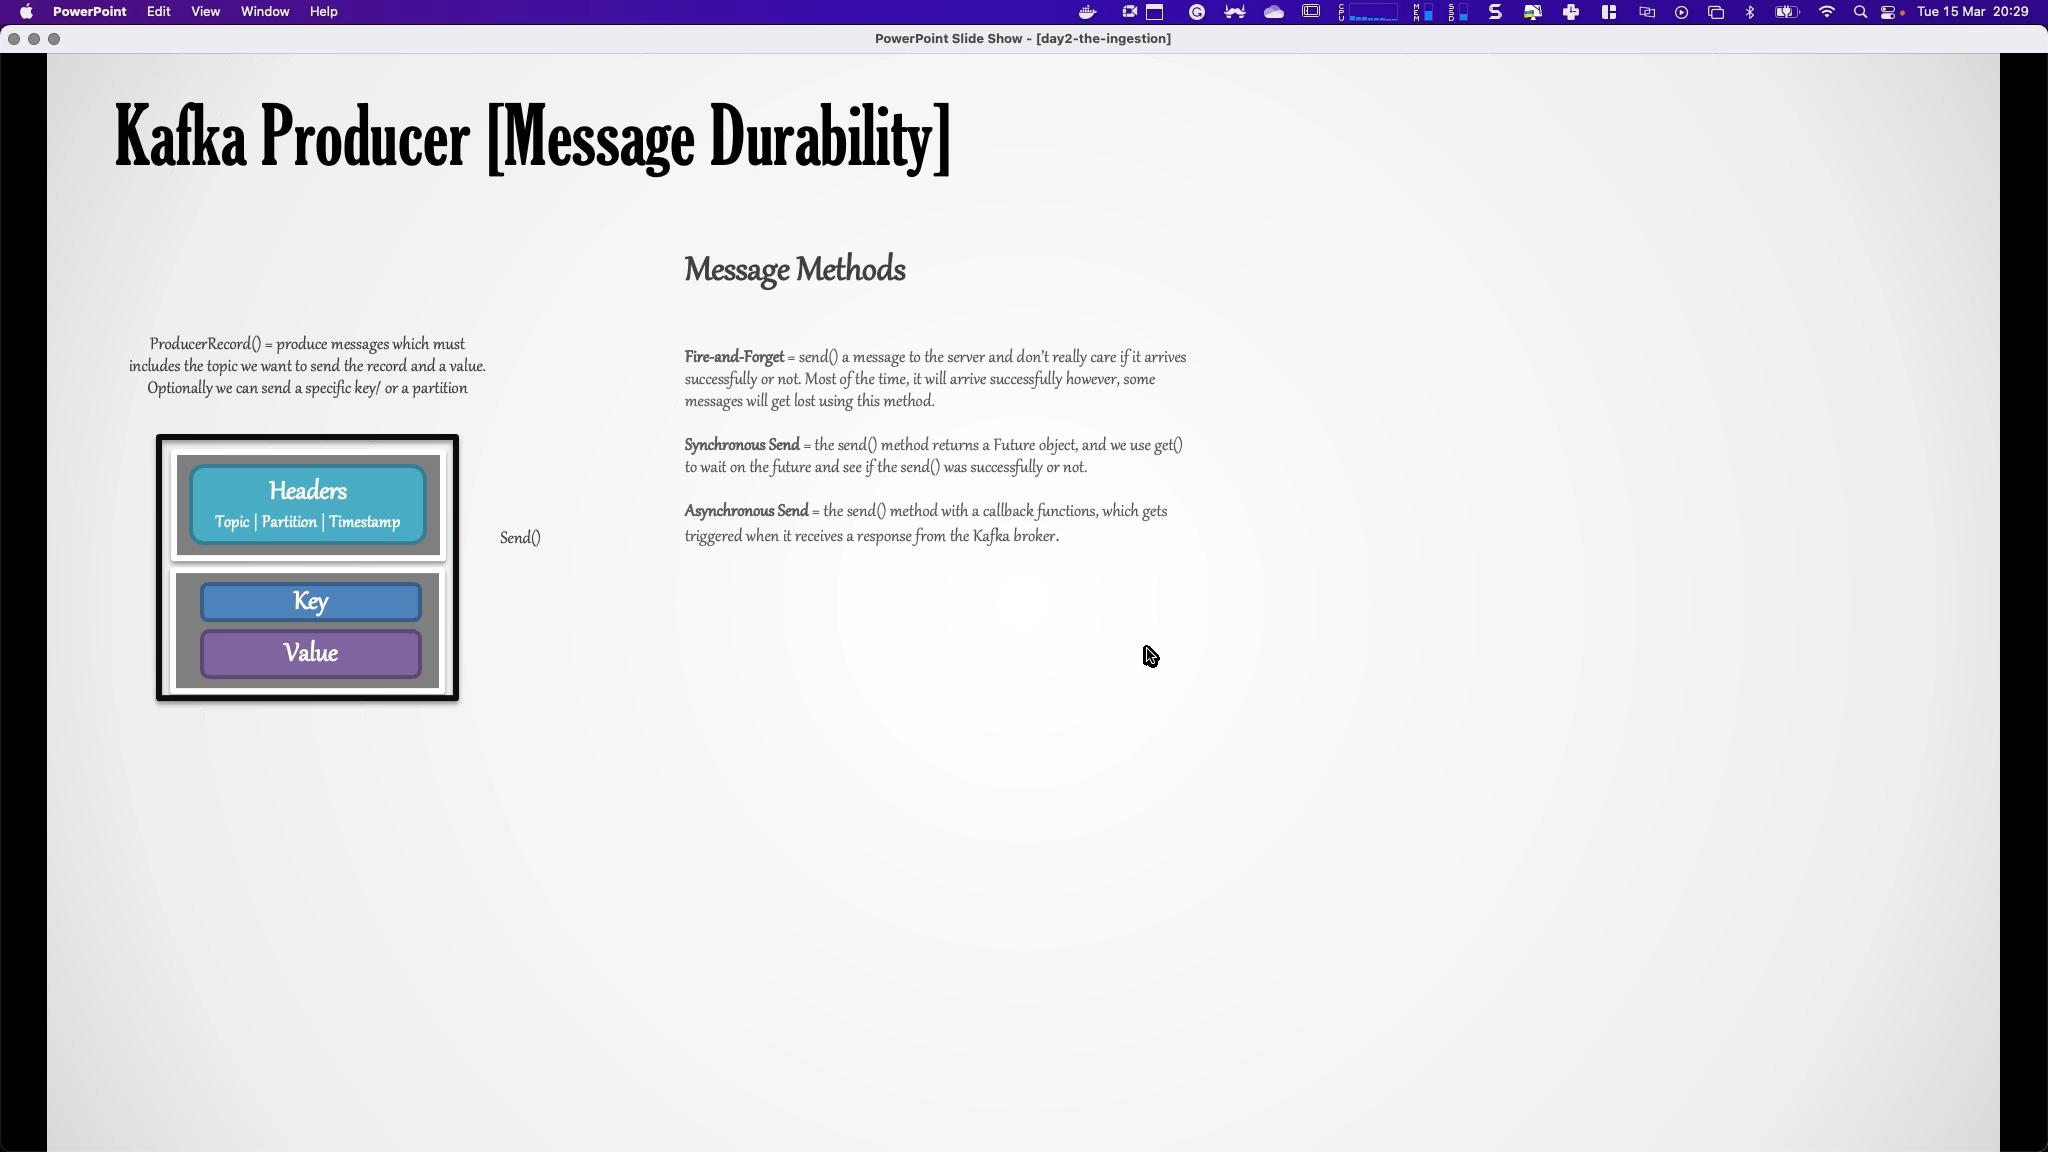 PowerPoint Edit View Window Help
Tue 15 Mar 20:29
PowerPoint Slide Show - [day2-the-ingestion]
Kafka Producer [Message Durability]
Message Methods
ProducerRecord() = produce messages which must
includes the topic we want to send the record and a value.
Optionally we can send a specific key/ or a partition
Headers
Topic | Partition | Timestamp
Key
Value
Send()
Fire-and-Forget = send() a message to the server and don't really care if it arrives
successfully or not. Most of the time, it will arrive successfully however, some
messages will get lost using this method.
Synchronous Send = the send() method returns a Future object, and we use get()
to wait on the future and see if the send() was successfully or not.
Asynchronous Send = the send() method with a callback functions, which gets
triggered when it receives a response from the Kafka broker.